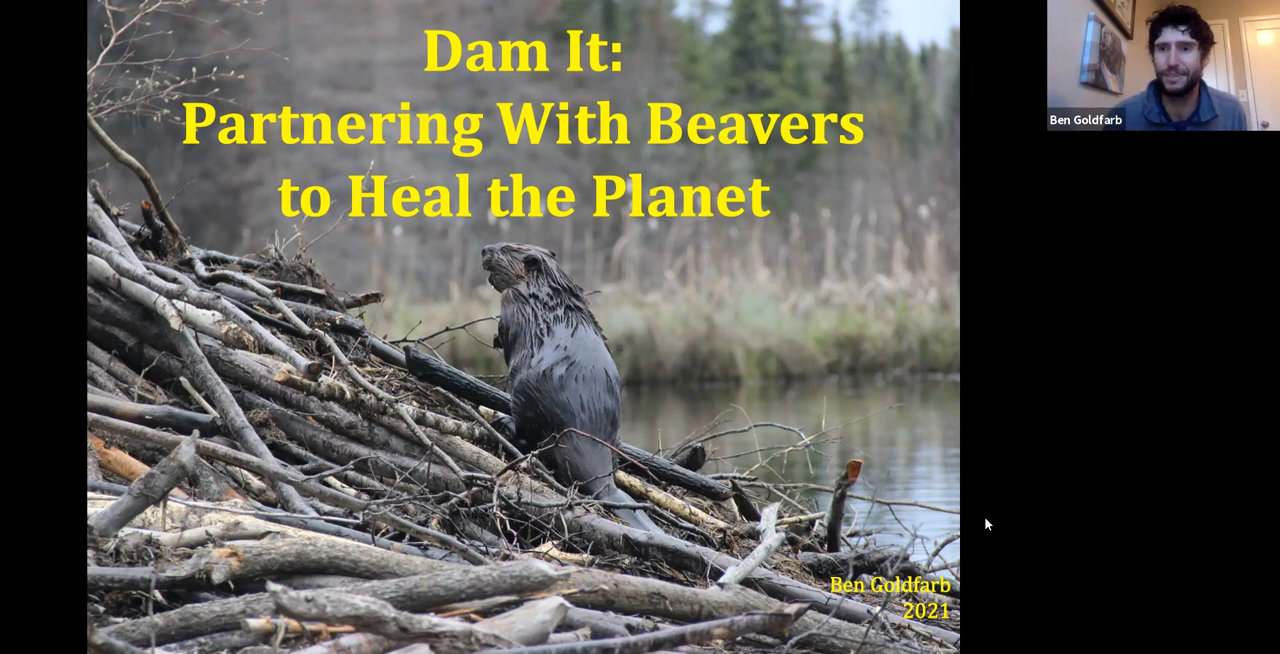 Dam It:
Partnering With Beavers
to Heal the Planet
Ben Goldfarb
2021
Ben Goldfarb